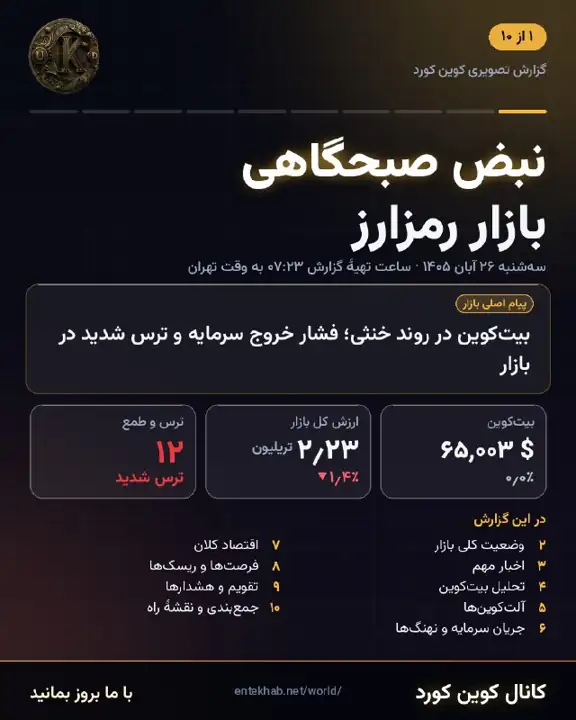 ۱ از ۱۰
گزارش تصویری کوین کورد
نبض صبحگاهی
بازار رمزارز
سه‌شنبه ۲۶ آبان ۱۴۰۵ · ساعت تهیهٔ گزارش ۰۷:۲۳ به وقت تهران
پیام اصلی بازار
بیت‌کوین در روند خنثی؛ فشار خروج سرمایه و ترس شدید در
بازار
بیت‌کوین
$ ۶۵,۰۰۳
۰٫۰٪
ارزش کل بازار
۲٫۲۳ تریلیون
۱٫۴٪▼
ترس و طمع
۱۲
ترس شدید
در این گزارش
۲ وضعیت کلی بازار
۳ اخبار مهم
۴ تحلیل بیت‌کوین
۵ آلت‌کوین‌ها
۶ جریان سرمایه و نهنگ‌ها
۷ اقتصاد کلان
۸ فرصت‌ها و ریسک‌ها
۹ تقویم و هشدارها
۱۰ جمع‌بندی و نقشهٔ راه
کانال کوین کورد
entekhab.net/world/
با ما بروز بمانید